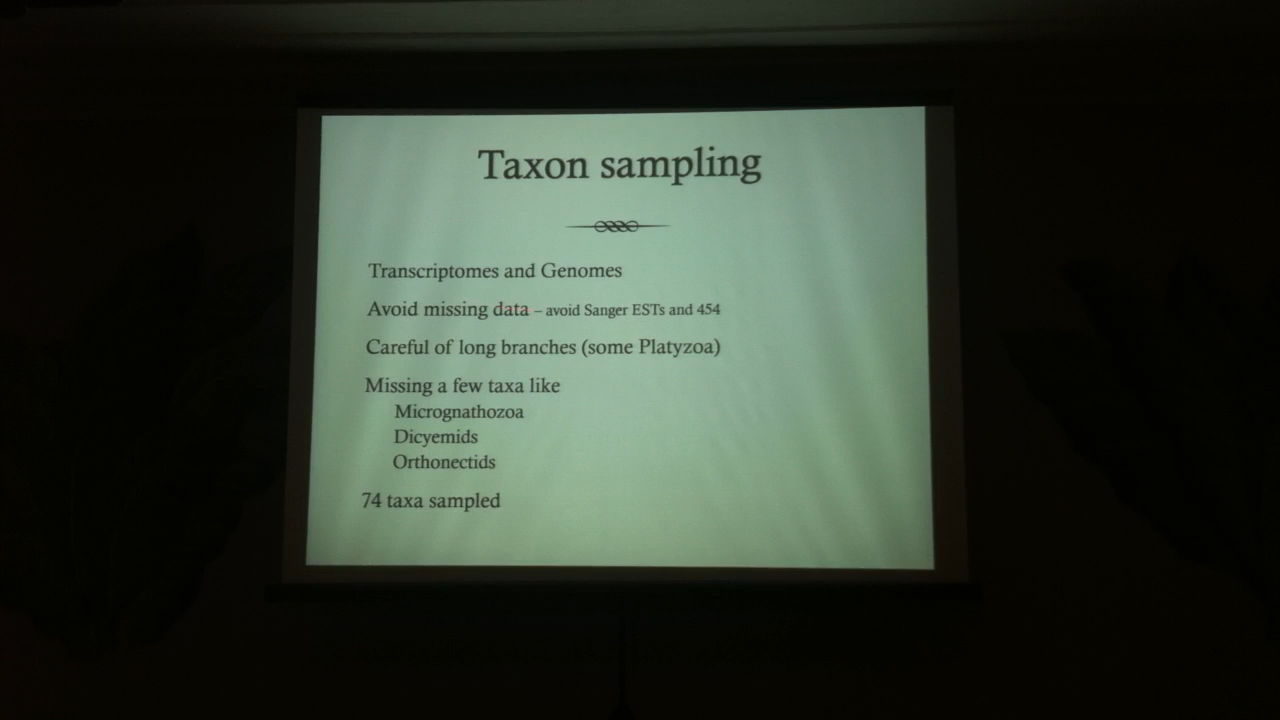 Taxon sampling
Transcriptomes and Genomes
Avoid missing data – avoid Sanger ESTs and 454
Careful of long branches (some Platyzoa)
Missing a few taxa like
Micrognathozoa
Dicyemids
Orthonectids
74 taxa sampled